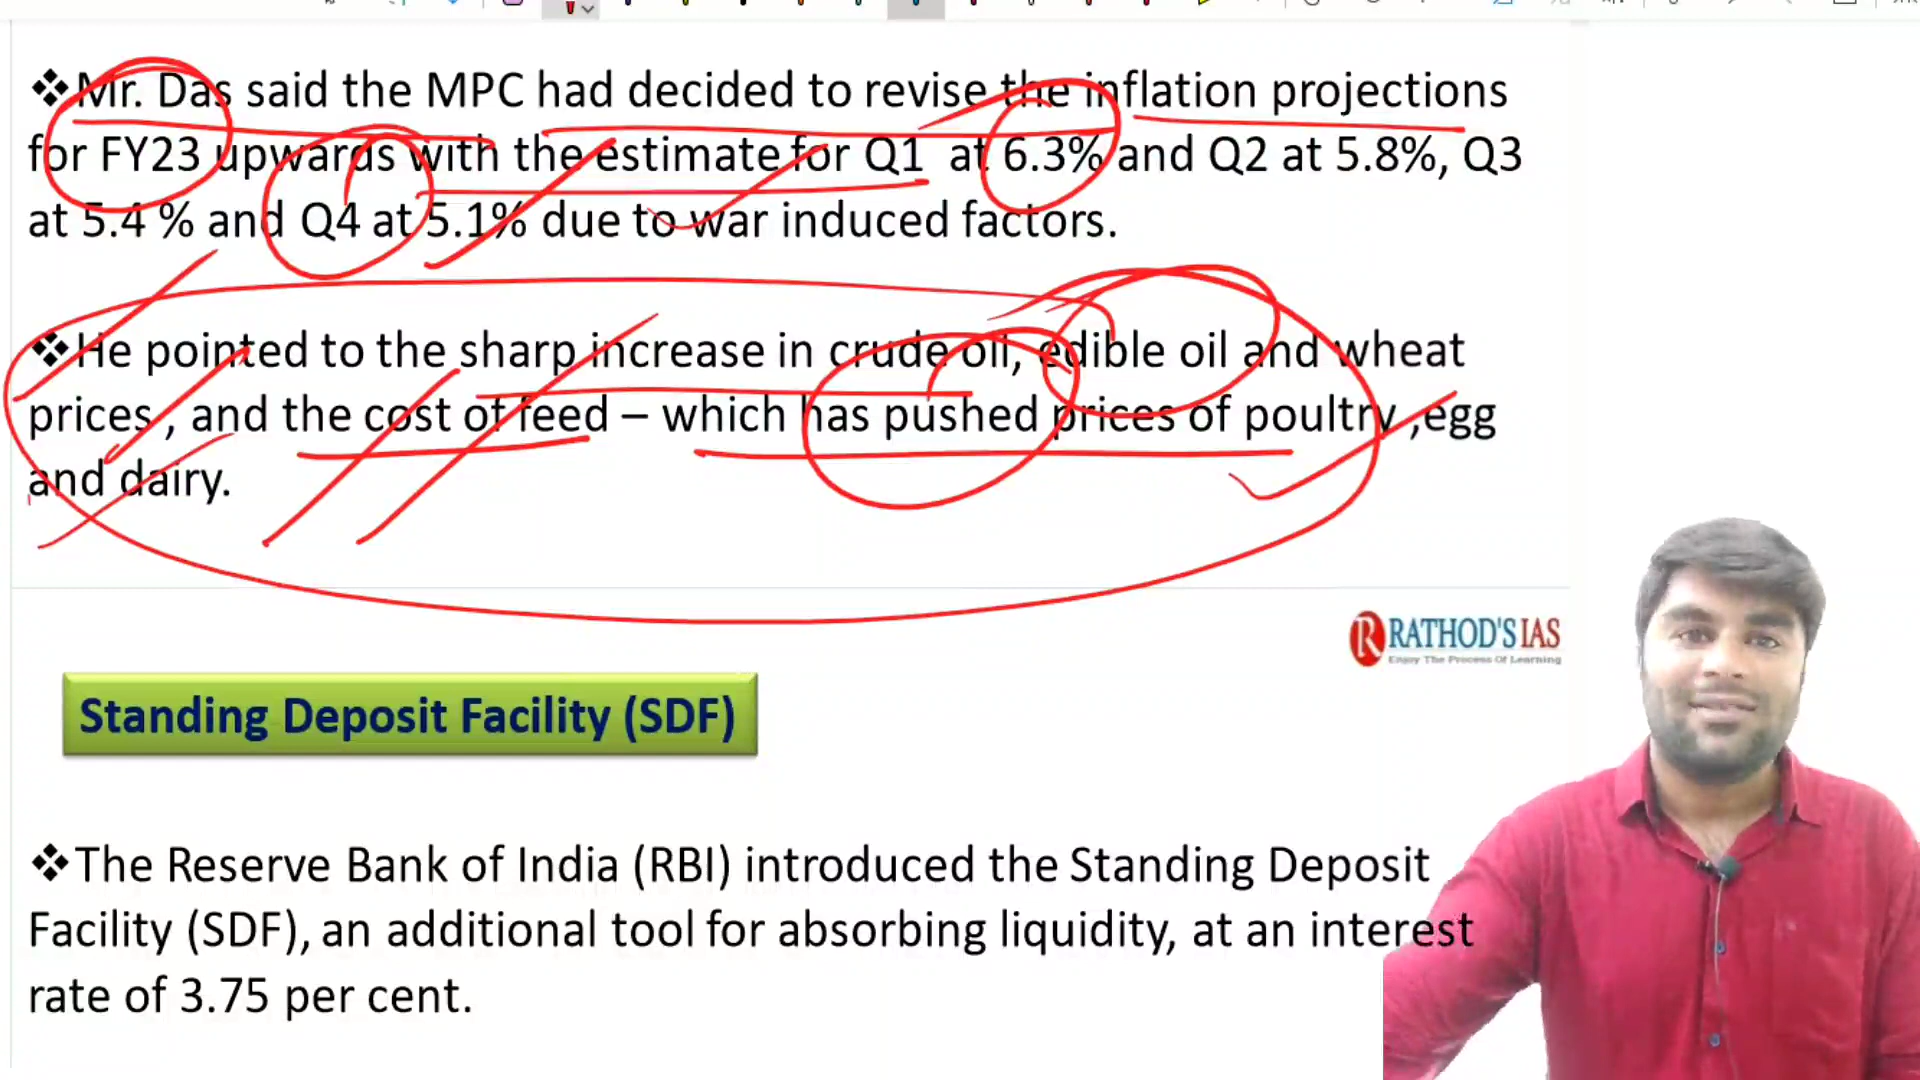 ❖Mr. Das said the MPC had decided to revise the inflation projections
for FY23 upwards with the estimate for Q1 at 6.3% and Q2 at 5.8%, Q3
at 5.4 % and Q4 at 5.1% due to war induced factors.
❖He pointed to the sharp increase in crude oil, edible oil and wheat
prices , and the cost of feed – which has pushed prices of poultry ,egg
and dairy.
RATHOD'S IAS
Enjoy The Process Of Learning
Standing Deposit Facility (SDF)
❖The Reserve Bank of India (RBI) introduced the Standing Deposit
Facility (SDF), an additional tool for absorbing liquidity, at an interest
rate of 3.75 per cent.